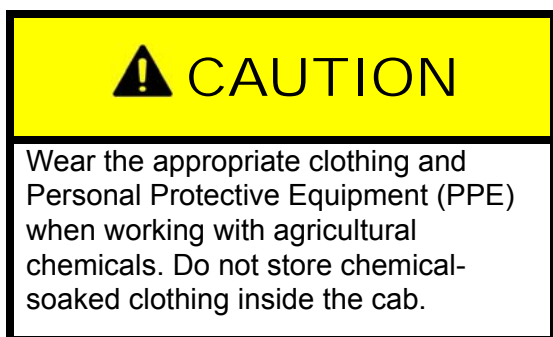 CAUTION
Wear the appropriate clothing and
Personal Protective Equipment (PPE)
when working with agricultural
chemicals. Do not store chemical-
soaked clothing inside the cab.